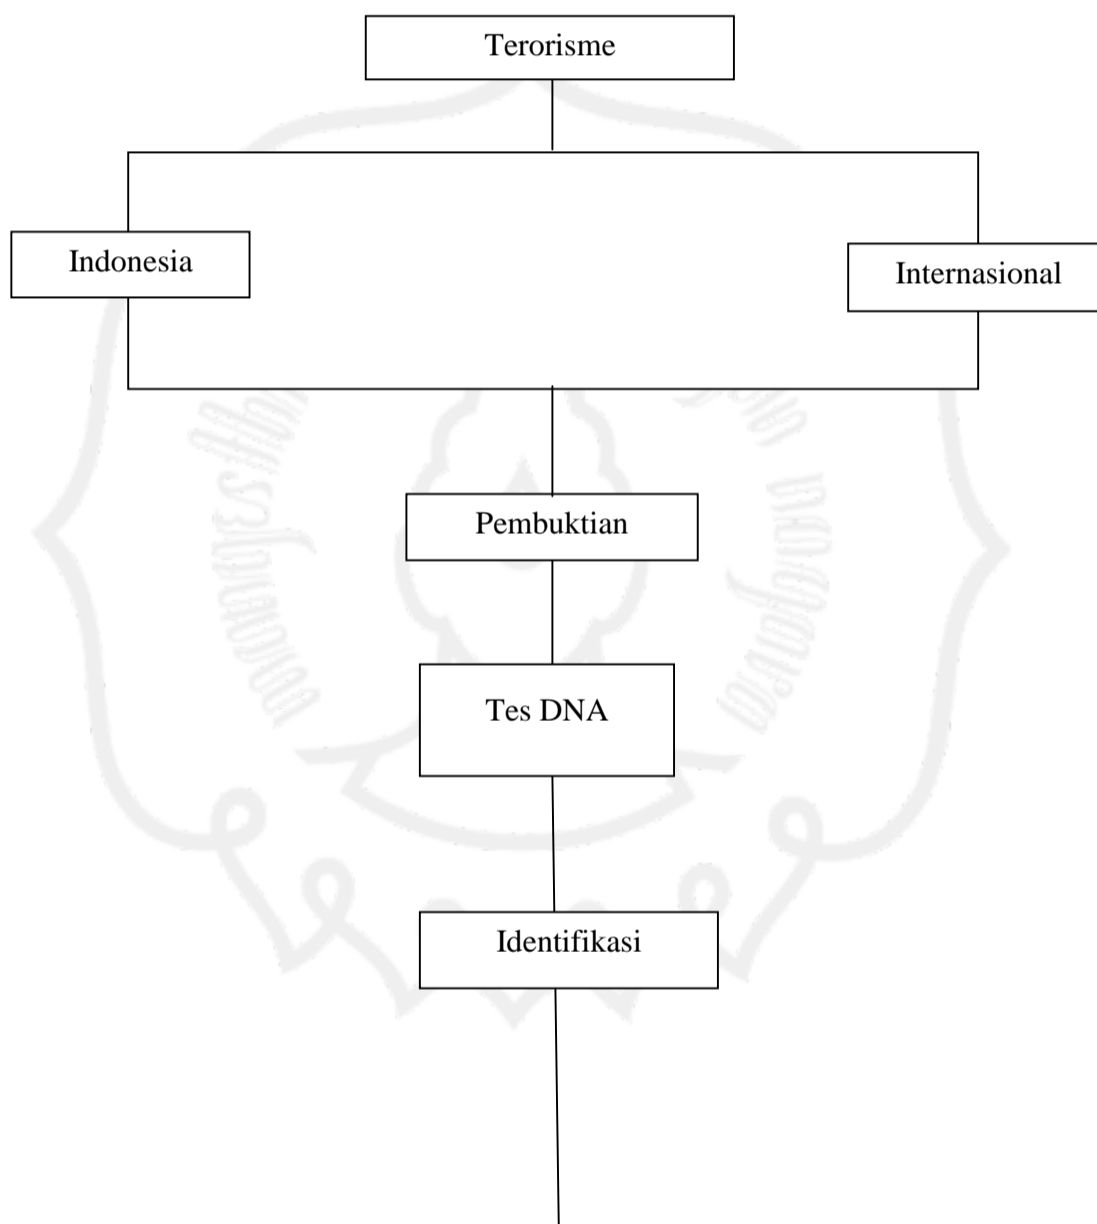 Terorisme
Indonesia
Internasional
Pembuktian
Tes DNA
Identifikasi